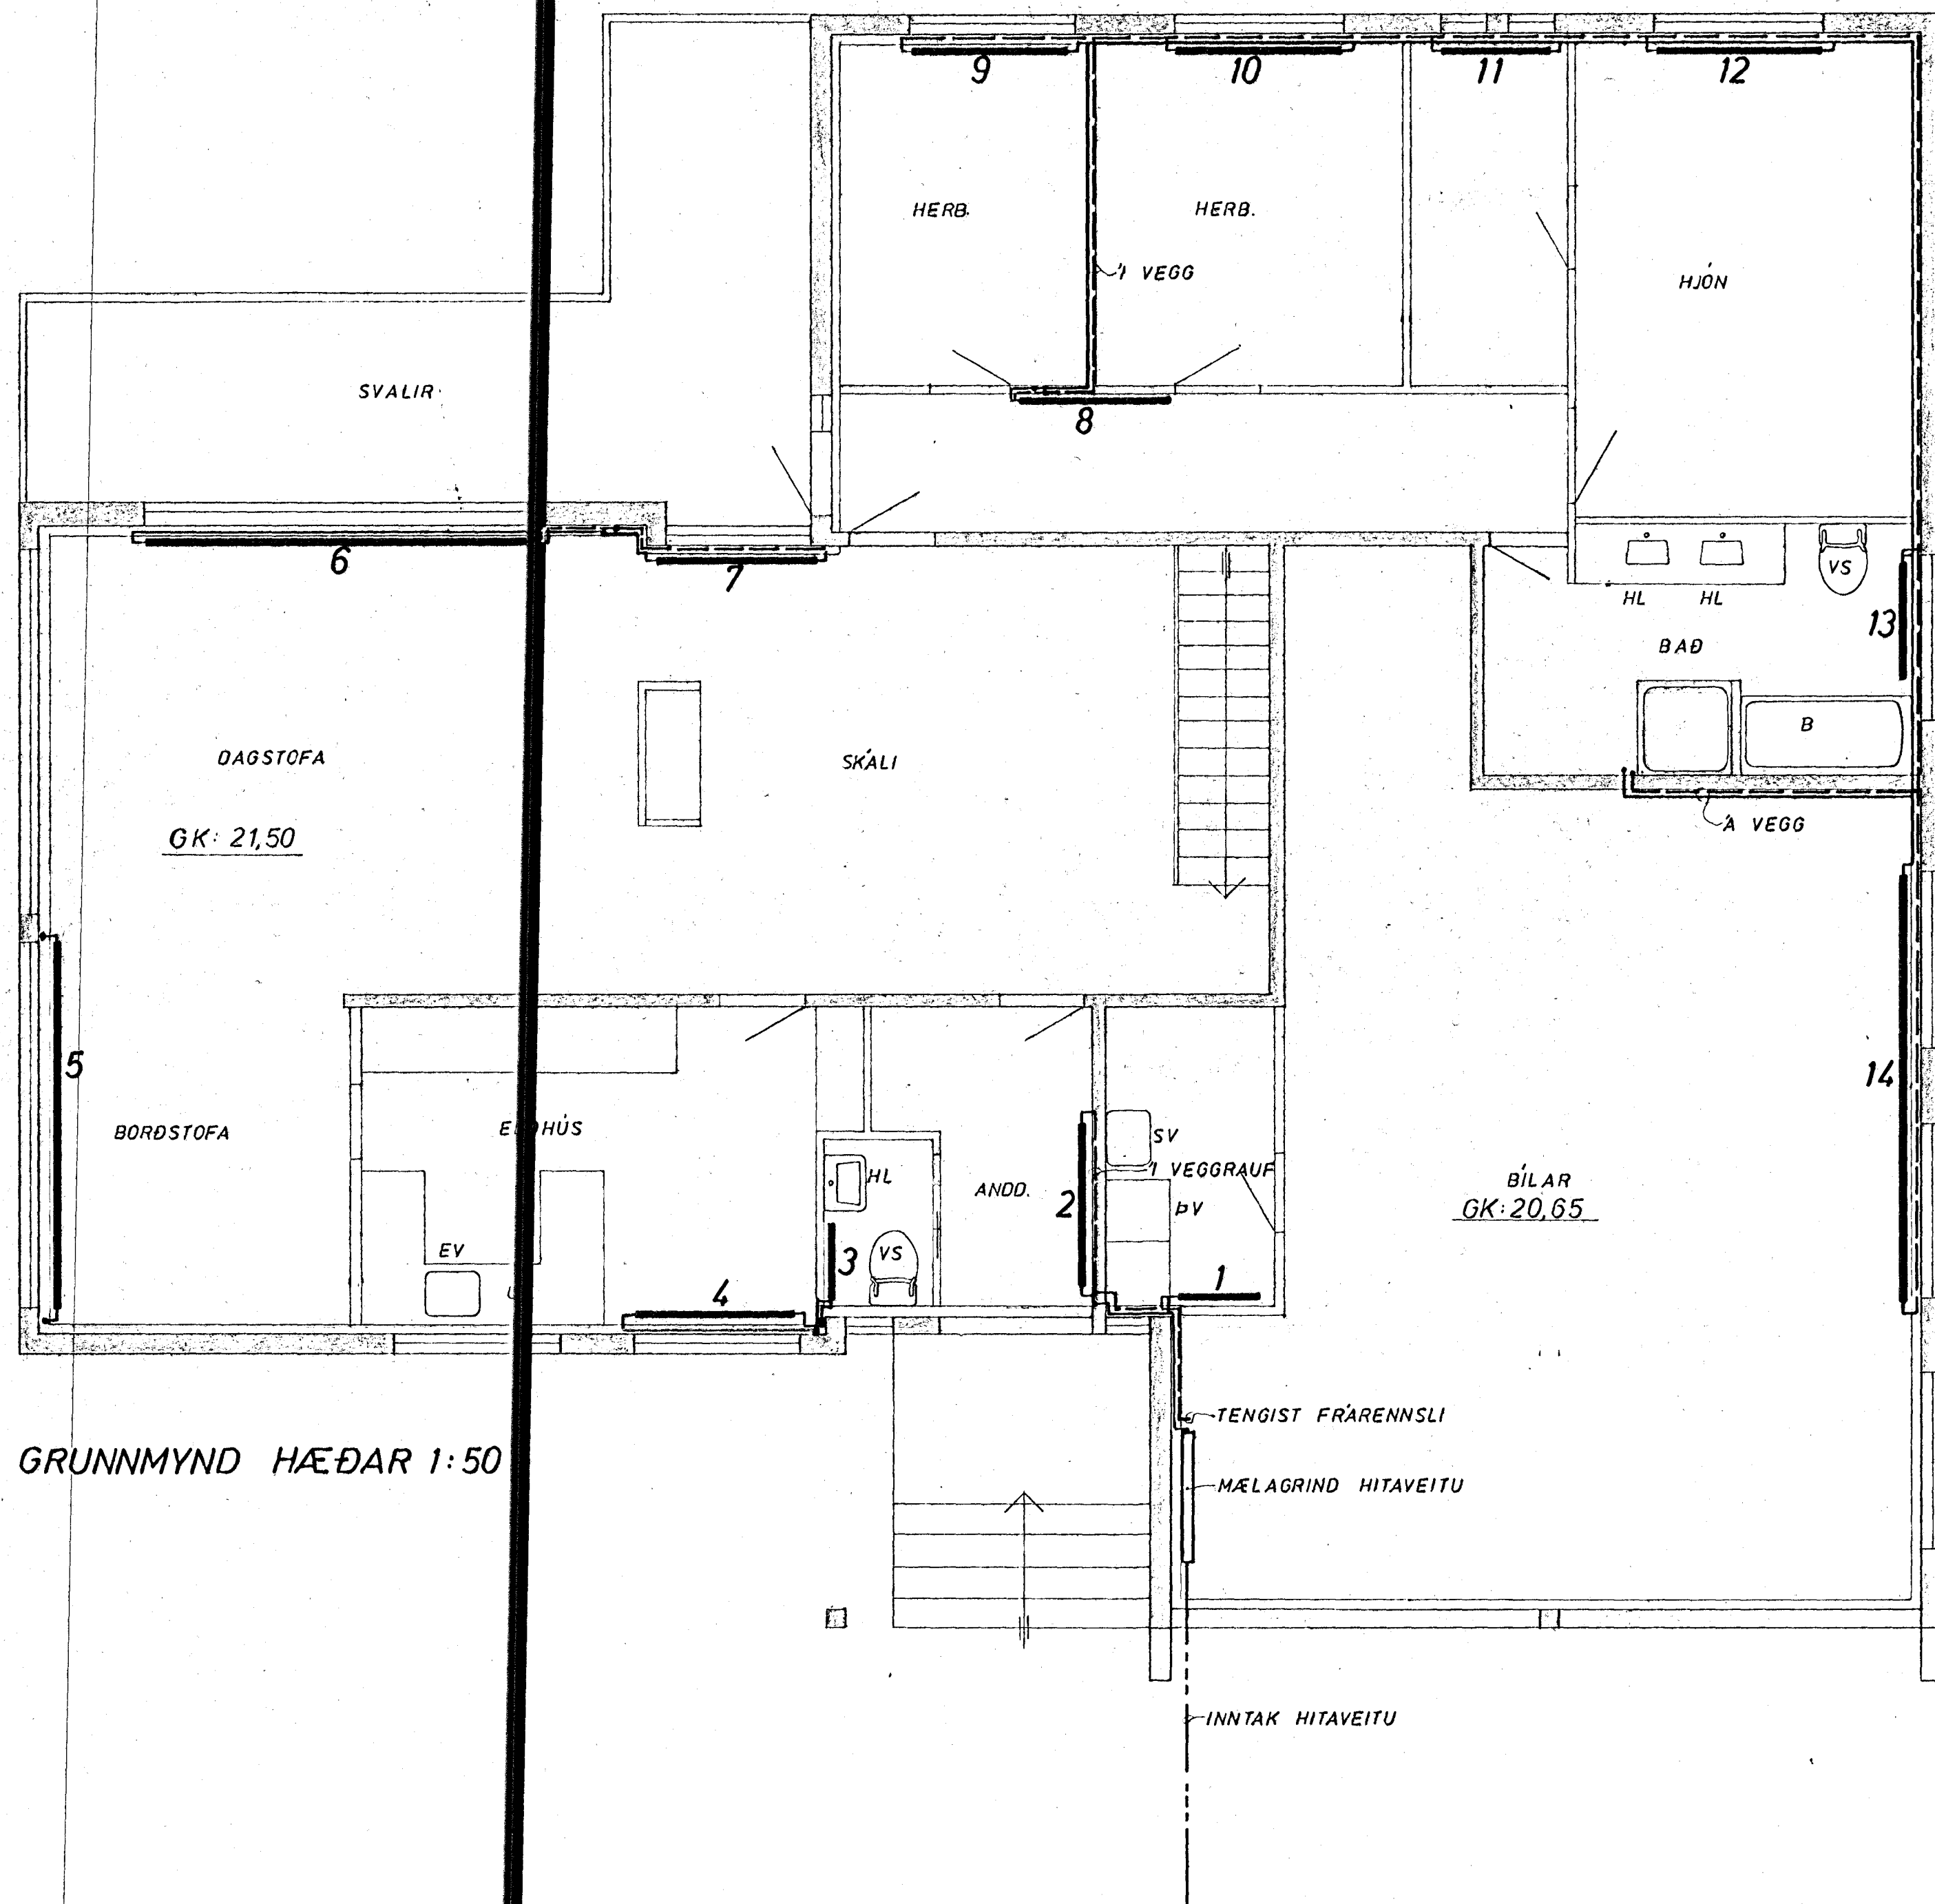 9
10
11
12
HERB.
HERB.
Í VEGG
HJÓN
SVALIR
8
6
7
VS
HL
HL
13
BAÐ
B
DAGSTOFA
SKÁLI
Á VEGG
GK: 21,50
5
14
BORÐSTOFA
SV
Í VEGGRAUF
HL
ANDD.
2
ÞV
BÍLAR
GK: 20,65
EV
3
VS
4
1
TENGIST FRÁRENNSLI
GRUNNMYND HÆÐAR 1:50
MÆLAGRIND HITAVEITU
INNTAK HITAVEITU